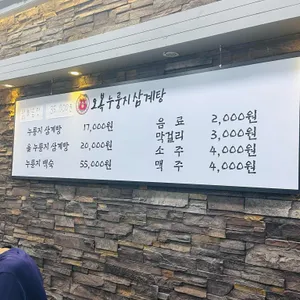 오복누룽지삼계탕
누룽지 삼계탕 17,000원
옻 누룽지 삼계탕 20,000원
누룽지 백숙 55,000원
음 료 2,000원
막걸리 3,000원
소 주 4,000원
맥 주 4,000원